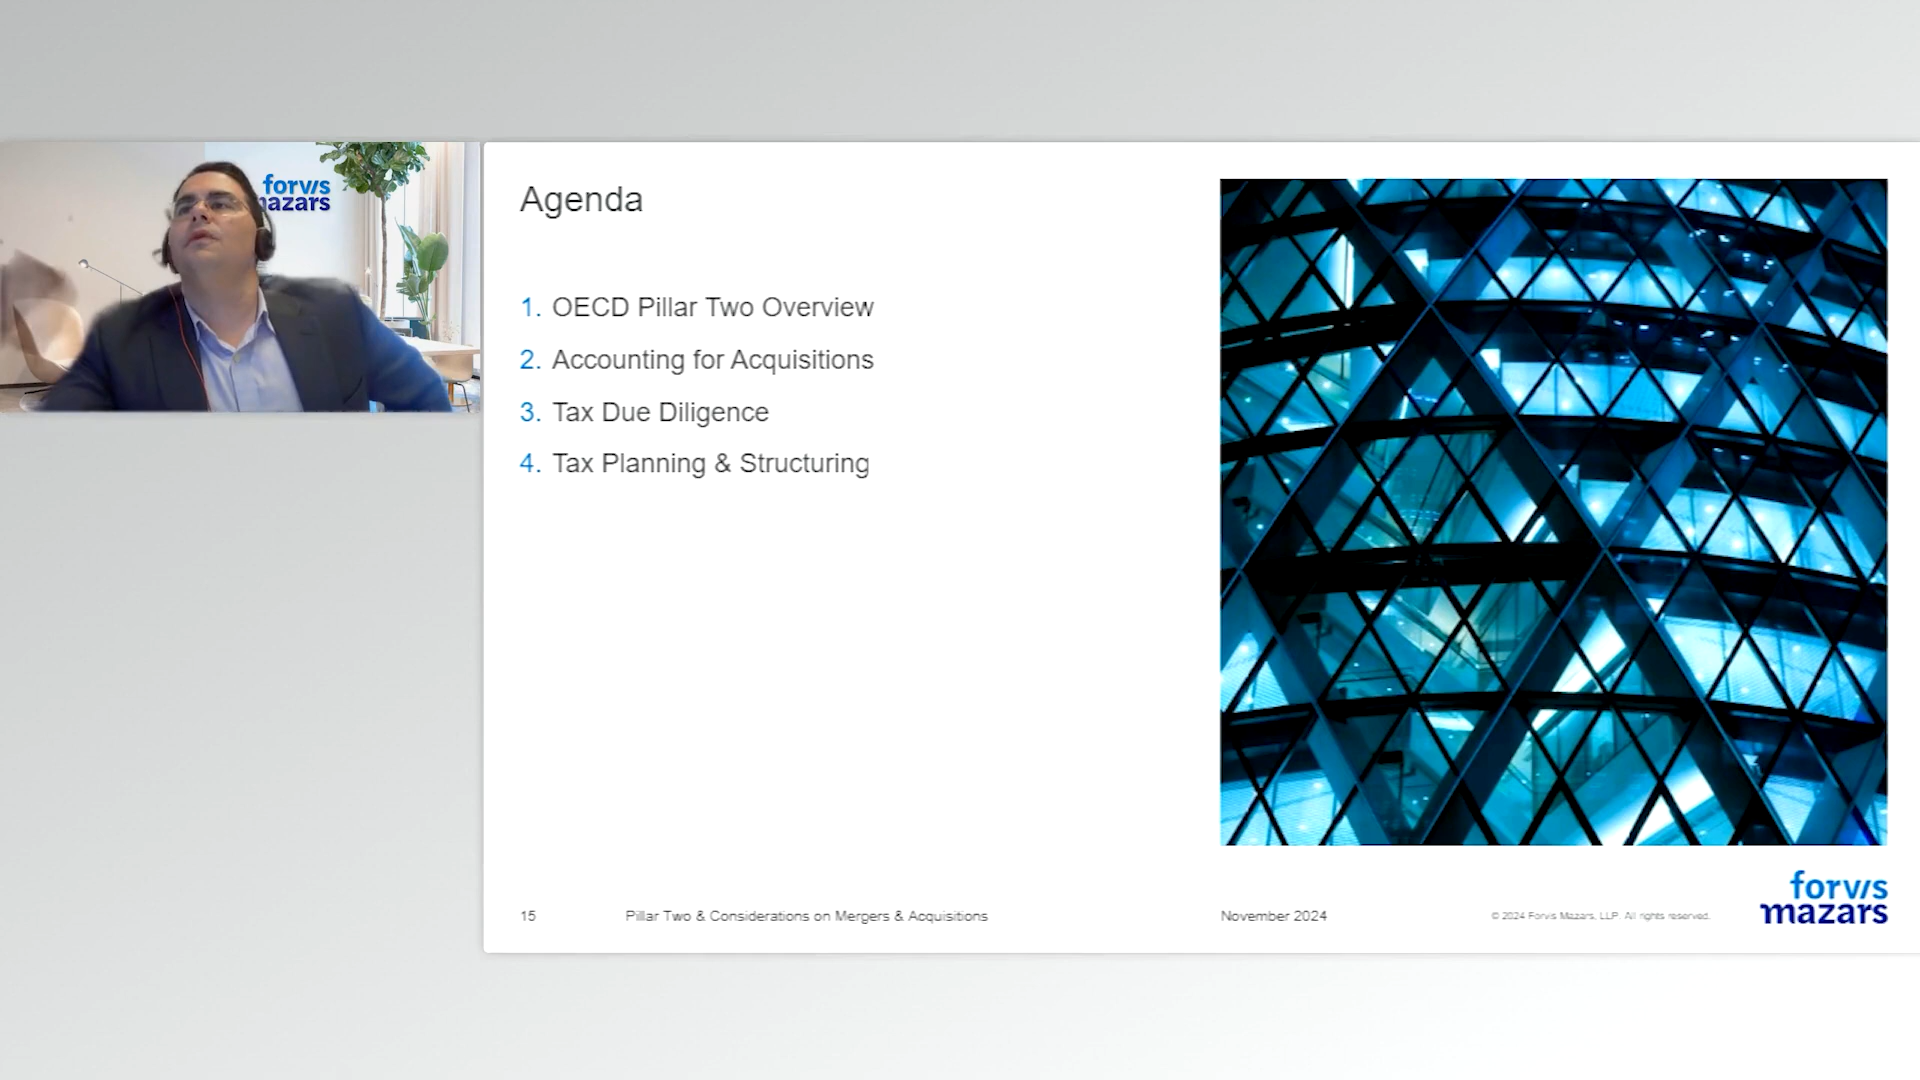 forvis
mazars
Agenda
1. OECD Pillar Two Overview
2. Accounting for Acquisitions
3. Tax Due Diligence
4. Tax Planning & Structuring
15
Pillar Two & Considerations on Mergers & Acquisitions
November 2024
© 2024 Forvis Mazars, LLP. All rights reserved.
forvis
mazars